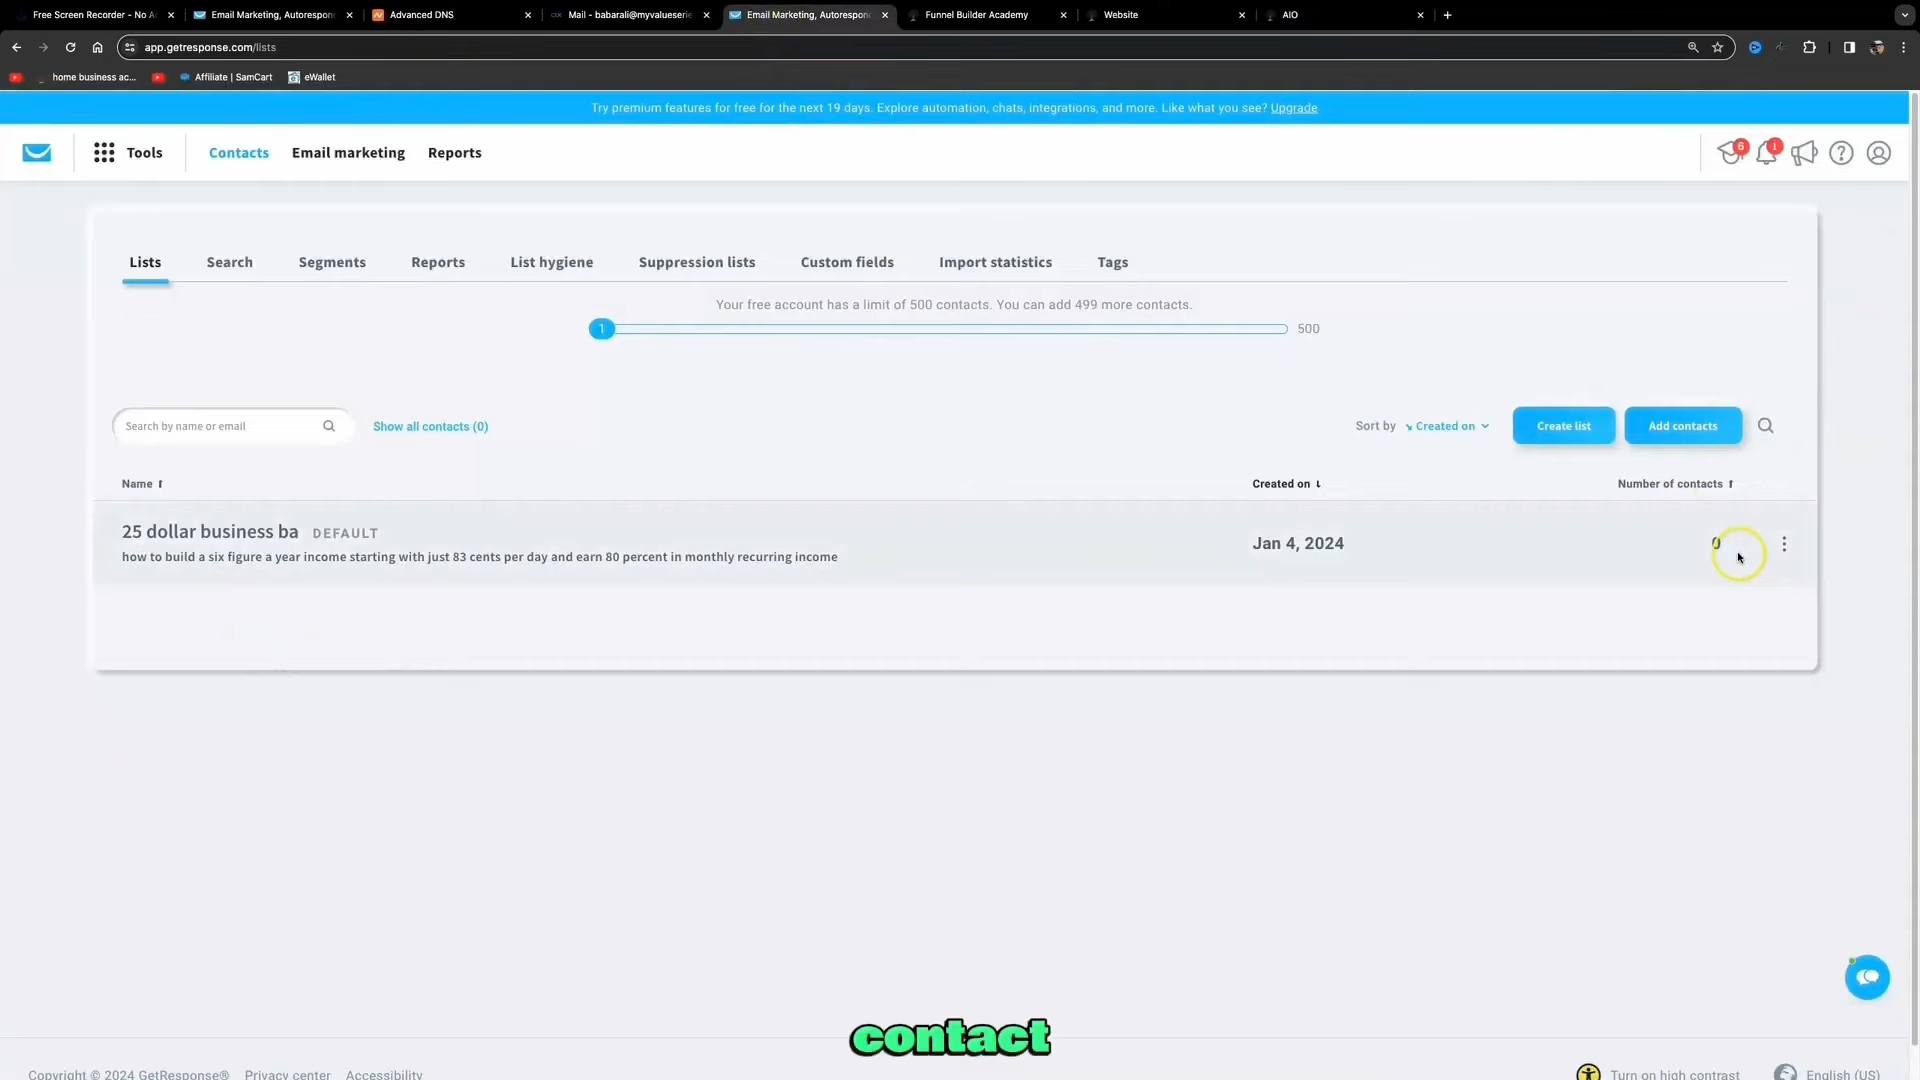 Free Screen Recorder - No A
Email Marketing, Autorespon
Advanced DNS
Mail - babarali@myvalueserie
Email Marketing, Autorespon
Funnel Builder Academy
Website
AIO
app.getresponse.com/lists
home business ac...
Affiliate | SamCart
eWallet
Try premium features for free for the next 19 days. Explore automation, chats, integrations, and more. Like what you see? Upgrade
Tools
Contacts
Email marketing
Reports
6
1
Lists
Search
Segments
Reports
List hygiene
Suppression lists
Custom fields
Import statistics
Tags
Your free account has a limit of 500 contacts. You can add 499 more contacts.
1
500
Search by name or email
Show all contacts (0)
Sort by
Created on
Create list
Add contacts
Name
Created on
Number of contacts
25 dollar business ba DEFAULT
how to build a six figure a year income starting with just 83 cents per day and earn 80 percent in monthly recurring income
Jan 4, 2024
0
contact
Copyright © 2024 GetResponse®
Privacy center
Accessibility
Turn on high contrast
English (US)